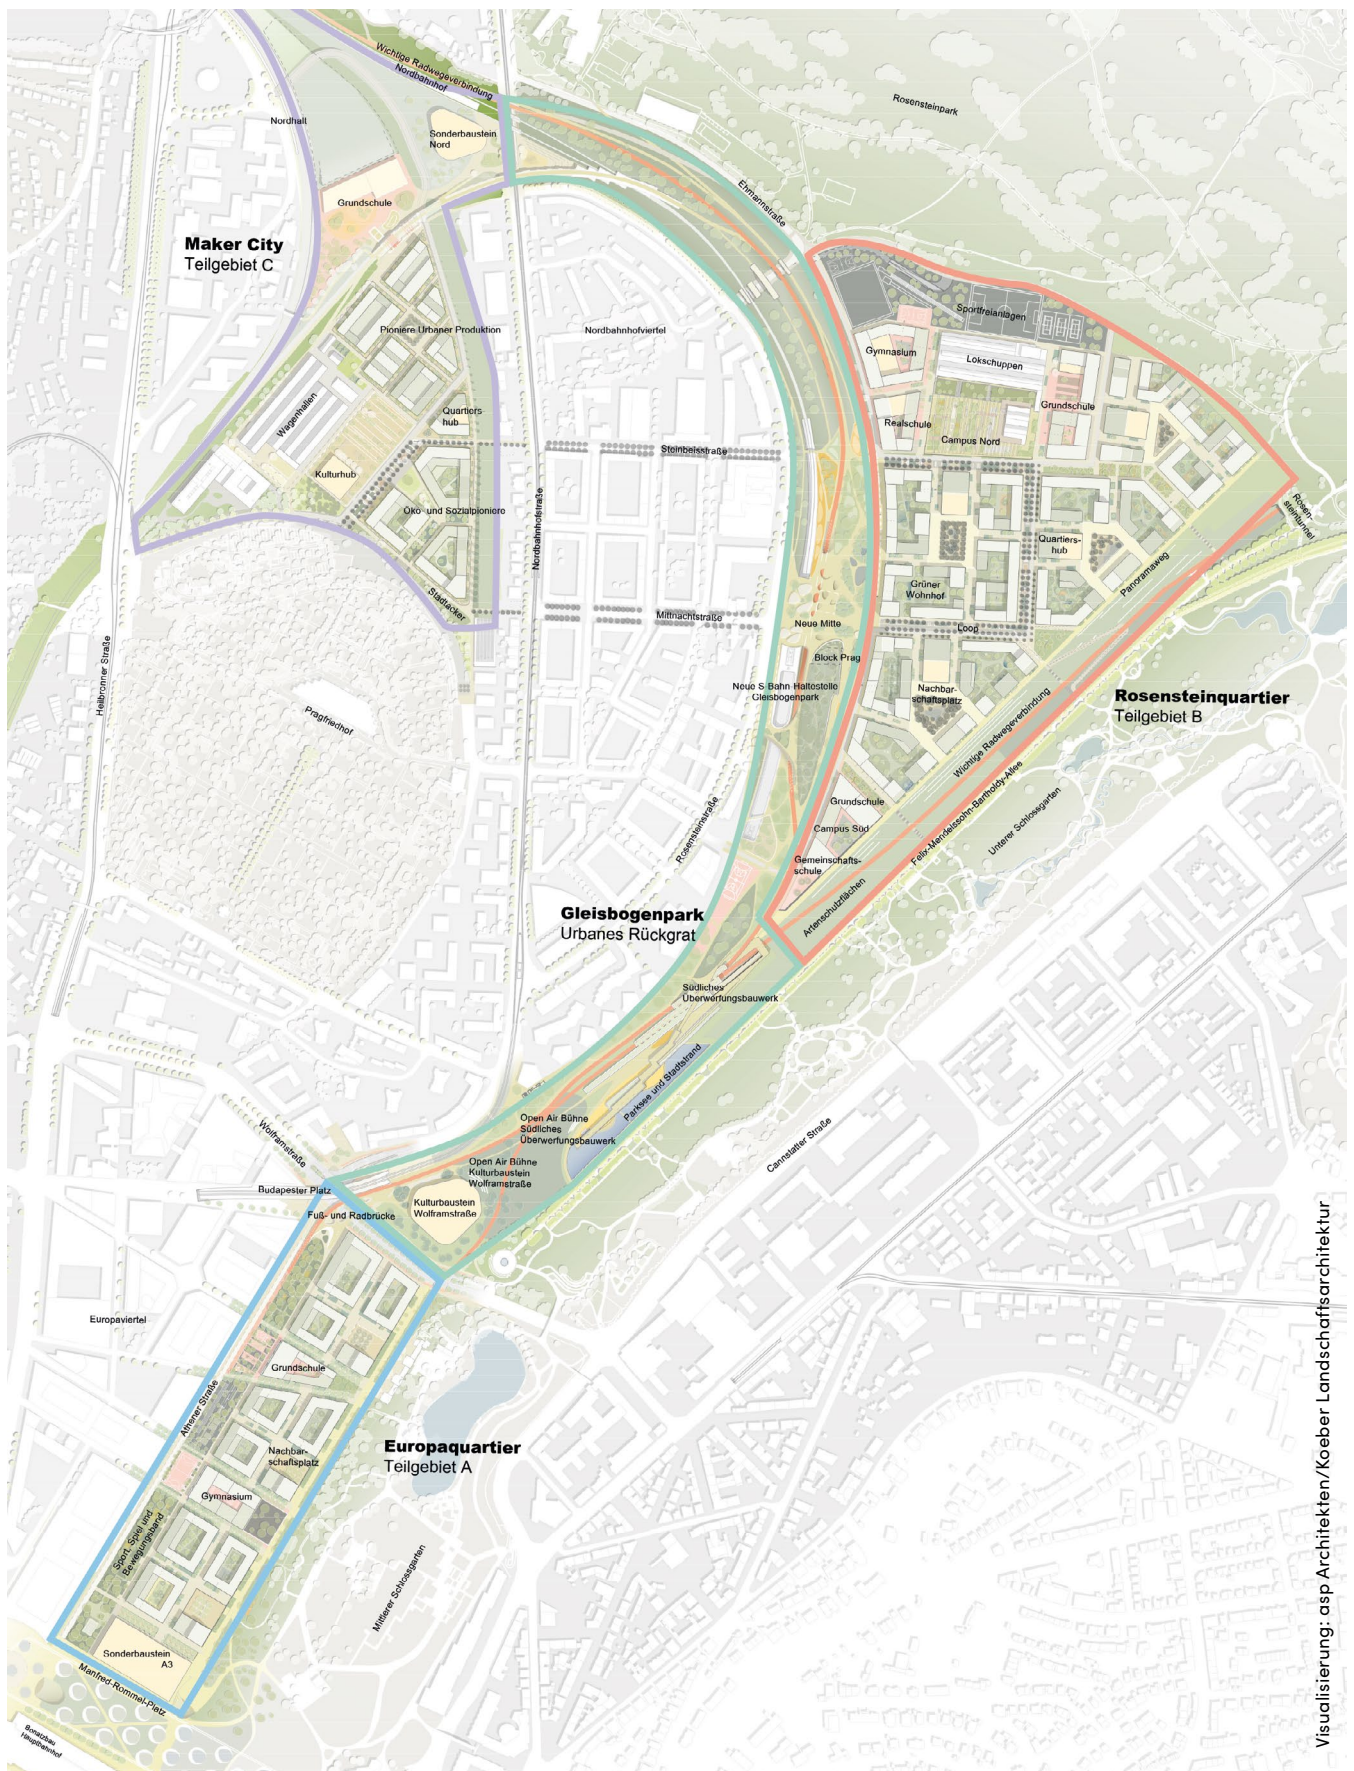 Wichtige Radwegeverbindung
Nordbahnhof
Rosensteinpark
Nordhalt
Sonderbaustein
Nord
Ehmannstraße
Grundschule
Maker City
Teilgebiet C
Sportfreianlagen
Pioniere Urbaner Produktion
Nordbahnhofviertel
Gymnasium
Lokschuppen
Wagenhallen
Quartiers
hub
Grundschule
Realschule
Campus Nord
Steinbeisstraße
Kulturhub
Öko- und Sozialpioniere
Rosen-
steintunnel
Nordbahnhofstraße
Quartiers-
hub
Panoramaweg
Grüner
Wohnhof
Stadtacker
Mittnachtstraße
Neue Mitte
Loop
Heilbronner Straße
Block Prag
Neue S-Bahn-Haltestelle
Gleisbogenpark
Nachbar-
schaftsplatz
Rosensteinquartier
Teilgebiet B
Pragfriedhof
Wichtige Radwegeverbindung
Felix-Mendelssohn-Bartholdy-Allee
Grundschule
Rosensteinstraße
Campus Süd
Unterer Schlossgarten
Gemeinschafts-
schule
Artenschutzflächen
Gleisbogenpark
Urbanes Rückgrat
Südliches
Überwerfungsbauwerk
Parksee und Stadtstrand
Open Air Bühne
Südliches
Überwerfungsbauwerk
Wolframstraße
Cannstatter Straße
Open Air Bühne
Kulturbaustein
Wolframstraße
Budapester Platz
Kulturbaustein
Wolframstraße
Fuß- und Radbrücke
Europaviertel
Grundschule
Athener Straße
Europaquartier
Teilgebiet A
Nachbar-
schaftsplatz
Gymnasium
Sport, Spiel und
Bewegungsband
Mittlerer Schlossgarten
Sonderbaustein
A3
Manfred-Rommel-Platz
Bonatzbau
Hauptbahnhof
Visualisierung: asp Architekten/Koeber Landschaftsarchitektur